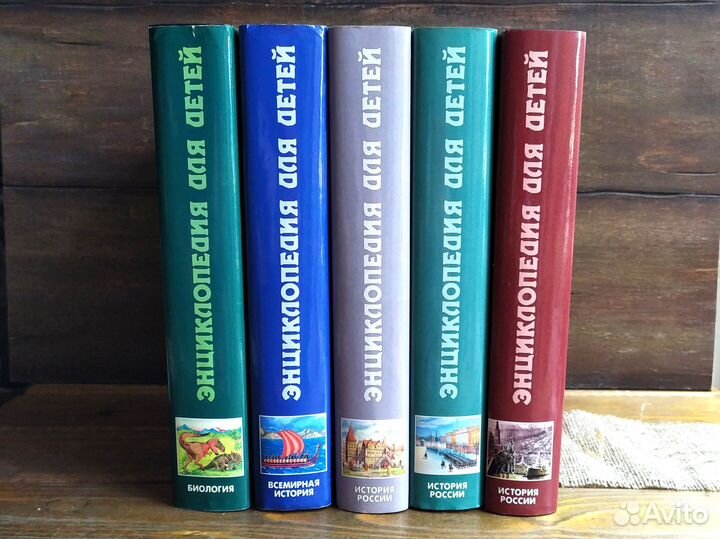 ЭНЦИКЛОПЕДИЯ ДЛЯ ДЕТЕЙ
БИОЛОГИЯ
ЭНЦИКЛОПЕДИЯ ДЛЯ ДЕТЕЙ
ВСЕМИРНАЯ
ИСТОРИЯ
ЭНЦИКЛОПЕДИЯ ДЛЯ ДЕТЕЙ
ИСТОРИЯ
РОССИИ
ЭНЦИКЛОПЕДИЯ ДЛЯ ДЕТЕЙ
ИСТОРИЯ
РОССИИ
ЭНЦИКЛОПЕДИЯ ДЛЯ ДЕТЕЙ
ИСТОРИЯ
РОССИИ
Avito